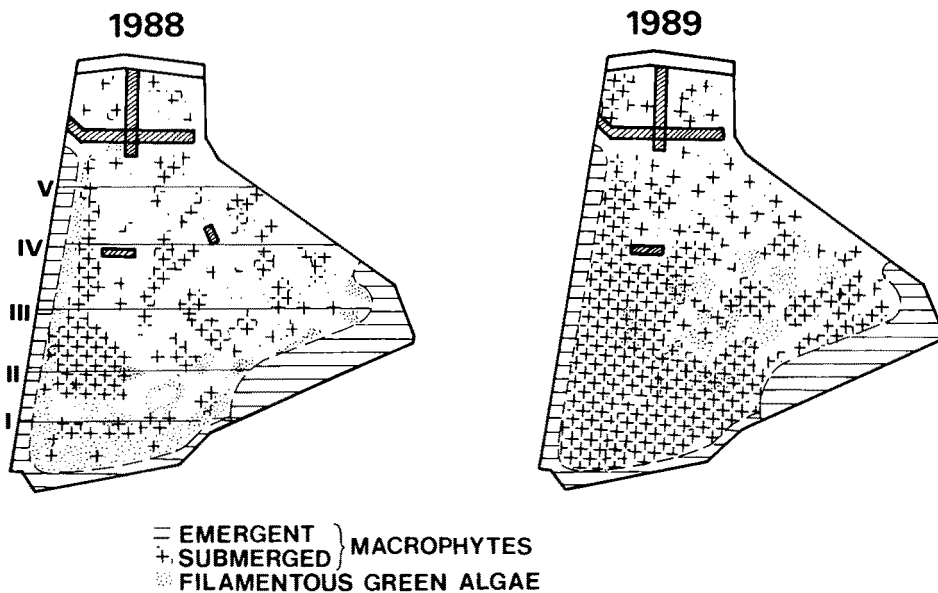 1988 1989
V
IV
III
II
I
EMERGENT
SUBMERGED } MACROPHYTES
FILAMENTOUS GREEN ALGAE